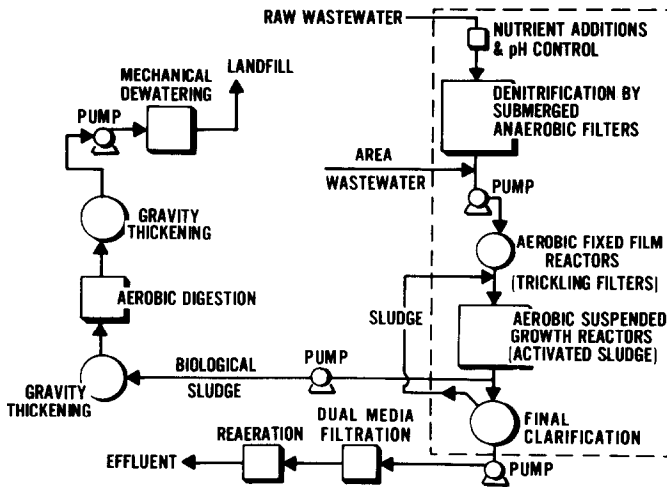 RAW WASTEWATER
NUTRIENT ADDITIONS
& pH CONTROL
DENITRIFICATION BY
SUBMERGED
ANAEROBIC FILTERS
AREA
WASTEWATER
PUMP
AEROBIC FIXED FILM
REACTORS
(TRICKLING FILTERS)
SLUDGE
AEROBIC SUSPENDED
GROWTH REACTORS
(ACTIVATED SLUDGE)
FINAL
CLARIFICATION
PUMP
DUAL MEDIA
FILTRATION
REAERATION
EFFLUENT
PUMP
BIOLOGICAL
SLUDGE
GRAVITY
THICKENING
AEROBIC DIGESTION
GRAVITY
THICKENING
PUMP
MECHANICAL
DEWATERING
LANDFILL